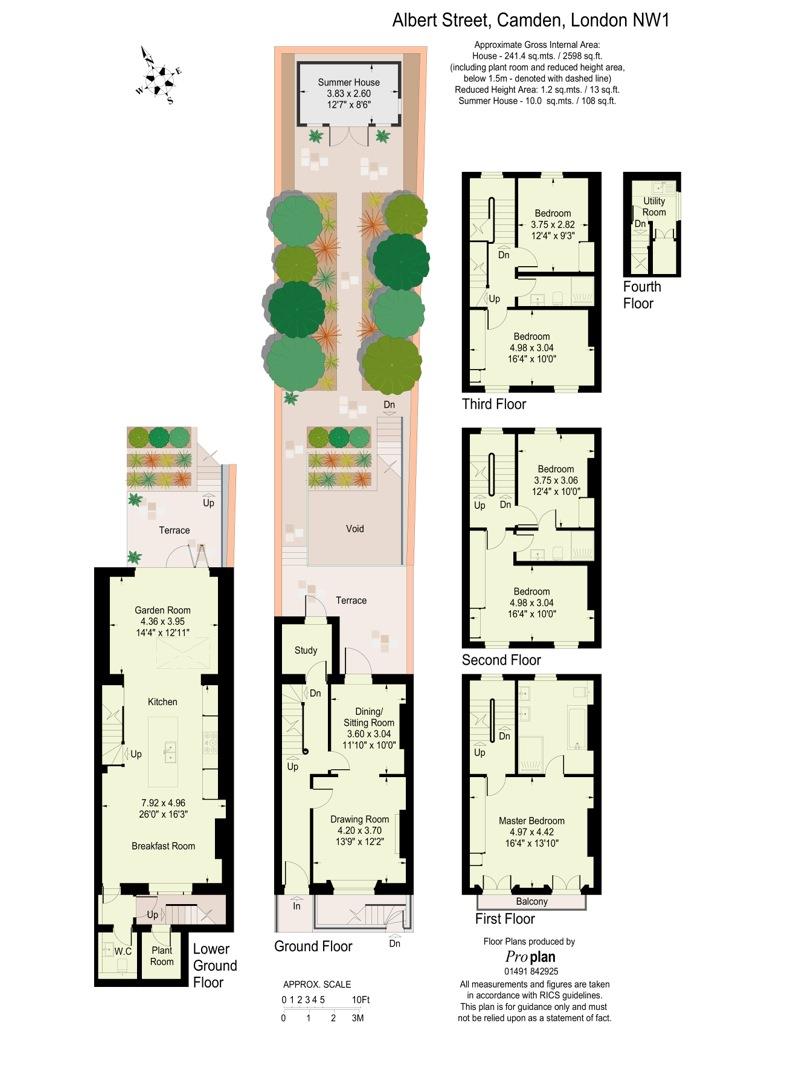 Albert Street, Camden, London NW1
Approximate Gross Internal Area:
House - 241.4 sq.mts. / 2598 sq.ft.
(including plant room and reduced height area,
below 1.5m - denoted with dashed line)
Reduced Height Area: 1.2 sq.mts. / 13 sq.ft.
Summer House - 10.0 sq.mts. / 108 sq.ft.
N
E
S
W
Summer House
3.83 x 2.60
12'7" x 8'6"
Dn
Void
Terrace
Study
Dn
Dining/
Sitting Room
3.60 x 3.04
11'10" x 10'0"
Up
Drawing Room
4.20 x 3.70
13'9" x 12'2"
In
Dn
Ground Floor
Up
Terrace
Garden Room
4.36 x 3.95
14'4" x 12'11"
Kitchen
Up
7.92 x 4.96
26'0" x 16'3"
Breakfast Room
Up
W.C
Plant
Room
Lower
Ground
Floor
Bedroom
3.75 x 2.82
12'4" x 9'3"
Dn
Up
Bedroom
4.98 x 3.04
16'4" x 10'0"
Third Floor
Utility
Room
Dn
Fourth
Floor
Bedroom
3.75 x 3.06
12'4" x 10'0"
Up
Dn
Bedroom
4.98 x 3.04
16'4" x 10'0"
Second Floor
Dn
Up
Master Bedroom
4.97 x 4.42
16'4" x 13'10"
Balcony
First Floor
APPROX. SCALE
0 1 2 3 4 5 10Ft
0 1 2 3M
Floor Plans produced by
Proplan
01491 842925
All measurements and figures are taken
in accordance with RICS guidelines.
This plan is for guidance only and must
not be relied upon as a statement of fact.